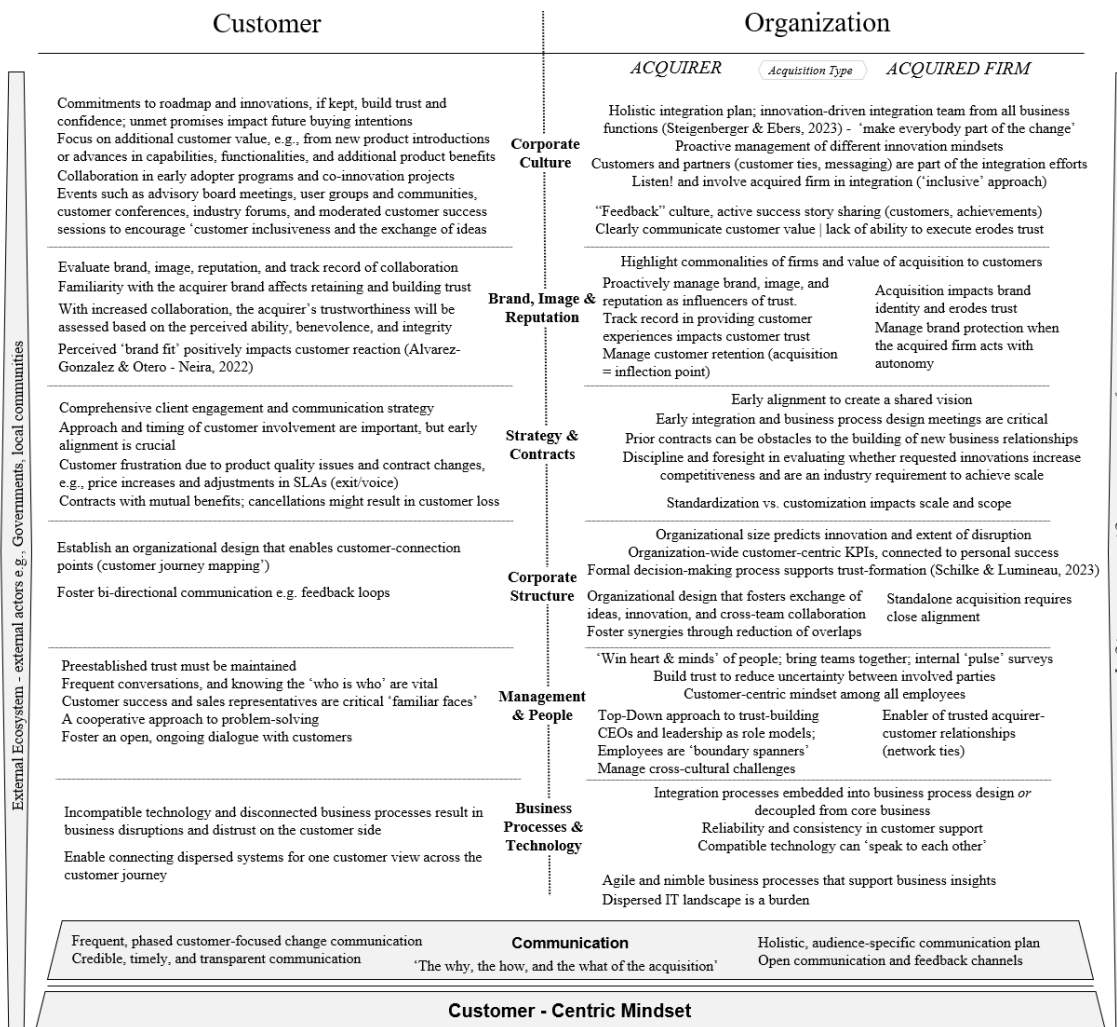 Customer
Organization
ACQUIRER
Acquisition Type
ACQUIRED FIRM
External Ecosystem - external actors e.g., Governments, local communities
Corporate
Culture
Commitments to roadmap and innovations, if kept, build trust and
confidence; unmet promises impact future buying intentions
Focus on additional customer value, e.g., from new product introductions
or advances in capabilities, functionalities, and additional product benefits
Collaboration in early adopter programs and co-innovation projects
Events such as advisory board meetings, user groups and communities,
customer conferences, industry forums, and moderated customer success
sessions to encourage ‘customer inclusiveness and the exchange of ideas
Holistic integration plan; innovation-driven integration team from all business
functions (Steigenberger & Ebers, 2023) - ‘make everybody part of the change’
Proactive management of different innovation mindsets
Customers and partners (customer ties, messaging) are part of the integration efforts
Listen! and involve acquired firm in integration (‘inclusive’ approach)
“Feedback” culture, active success story sharing (customers, achievements)
Clearly communicate customer value | lack of ability to execute erodes trust
Brand, Image &
Reputation
Evaluate brand, image, reputation, and track record of collaboration
Familiarity with the acquirer brand affects retaining and building trust
With increased collaboration, the acquirer’s trustworthiness will be
assessed based on the perceived ability, benevolence, and integrity
Perceived ‘brand fit’ positively impacts customer reaction (Alvarez-
Gonzalez & Otero - Neira, 2022)
Highlight commonalities of firms and value of acquisition to customers
Proactively manage brand, image, and
reputation as influencers of trust.
Track record in providing customer
experiences impacts customer trust
Manage customer retention (acquisition
= inflection point)
Acquisition impacts brand
identity and erodes trust
Manage brand protection when
the acquired firm acts with
autonomy
Strategy &
Contracts
Comprehensive client engagement and communication strategy
Approach and timing of customer involvement are important, but early
alignment is crucial
Customer frustration due to product quality issues and contract changes,
e.g., price increases and adjustments in SLAs (exit/voice)
Contracts with mutual benefits; cancellations might result in customer loss
Early alignment to create a shared vision
Early integration and business process design meetings are critical
Prior contracts can be obstacles to the building of new business relationships
Discipline and foresight in evaluating whether requested innovations increase
competitiveness and are an industry requirement to achieve scale
Standardization vs. customization impacts scale and scope
Corporate
Structure
Establish an organizational design that enables customer-connection
points (customer journey mapping’)
Foster bi-directional communication e.g. feedback loops
Organizational size predicts innovation and extent of disruption
Organization-wide customer-centric KPIs, connected to personal success
Formal decision-making process supports trust-formation (Schilke & Lumineau, 2023)
Organizational design that fosters exchange of
ideas, innovation, and cross-team collaboration
Foster synergies through reduction of overlaps
Standalone acquisition requires
close alignment
Management
& People
Preestablished trust must be maintained
Frequent conversations, and knowing the ‘who is who’ are vital
Customer success and sales representatives are critical ‘familiar faces’
A cooperative approach to problem-solving
Foster an open, ongoing dialogue with customers
‘Win heart & minds’ of people; bring teams together; internal ‘pulse’ surveys
Build trust to reduce uncertainty between involved parties
Customer-centric mindset among all employees
Top-Down approach to trust-building
CEOs and leadership as role models;
Employees are ‘boundary spanners’
Manage cross-cultural challenges
Enabler of trusted acquirer-
customer relationships
(network ties)
Business
Processes &
Technology
Incompatible technology and disconnected business processes result in
business disruptions and distrust on the customer side
Enable connecting dispersed systems for one customer view across the
customer journey
Integration processes embedded into business process design or
decoupled from core business
Reliability and consistency in customer support
Compatible technology can ‘speak to each other’
Agile and nimble business processes that support business insights
Dispersed IT landscape is a burden
Frequent, phased customer-focused change communication
Credible, timely, and transparent communication
Communication
‘The why, the how, and the what of the acquisition’
Holistic, audience-specific communication plan
Open communication and feedback channels
Customer - Centric Mindset